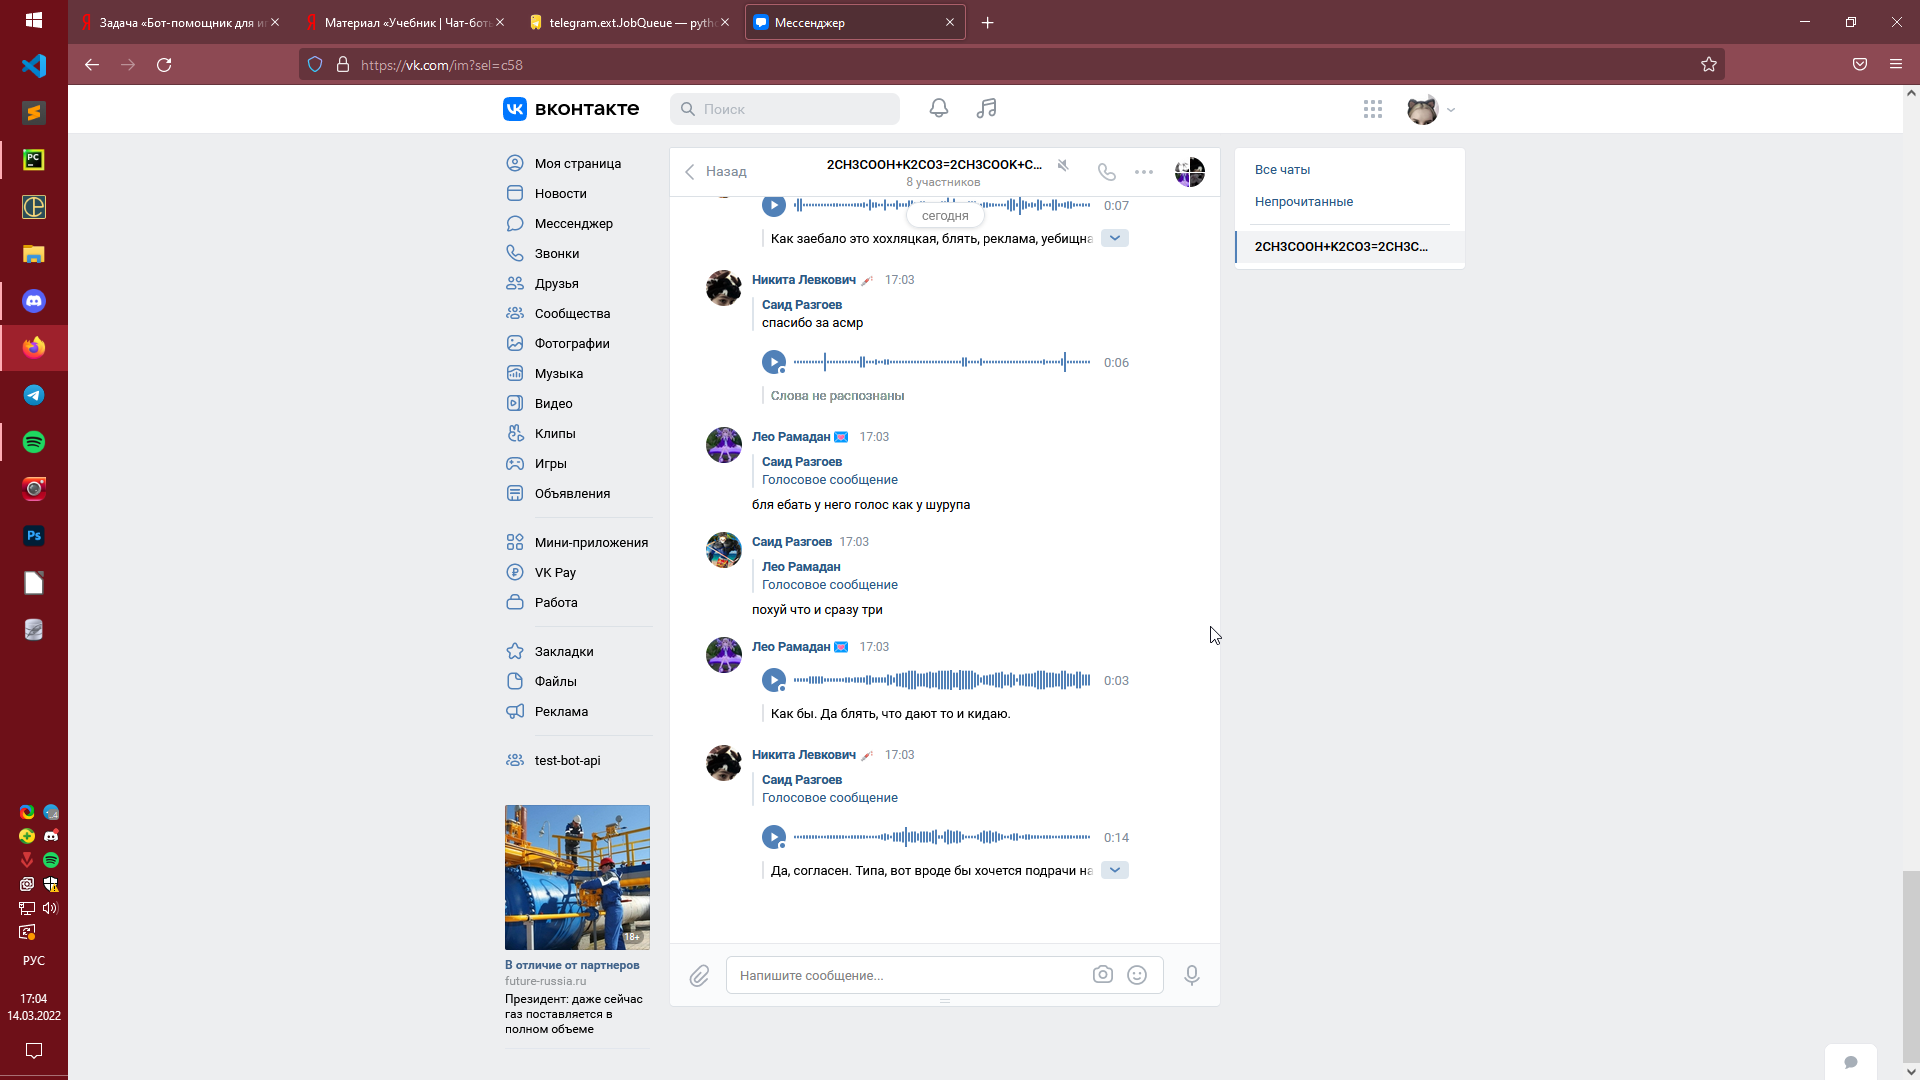 Задача «Бот-помощник для и
Материал «Учебник | Чат-боты
telegram.ext.JobQueue — pytho
Мессенджер
https://vk.com/im?sel=c58
вконтакте
Поиск
Моя страница
Новости
Мессенджер
Звонки
Друзья
Сообщества
Фотографии
Музыка
Видео
Клипы
Игры
Объявления
Мини-приложения
VK Pay
Работа
Закладки
Файлы
Реклама
test-bot-api
18+
В отличие от партнеров
future-russia.ru
Президент: даже сейчас
газ поставляется в
полном объеме
Назад
2CH3COOH+K2CO3=2CH3COOK+C...
8 участников
0:07
сегодня
Как заебало это хохляцкая, блять, реклама, уебищна
Никита Левкович 17:03
Саид Разгоев
спасибо за асмр
0:06
Слова не распознаны
Лео Рамадан 17:03
Саид Разгоев
Голосовое сообщение
бля ебать у него голос как у шурупа
Саид Разгоев 17:03
Лео Рамадан
Голосовое сообщение
похуй что и сразу три
Лео Рамадан 17:03
0:03
Как бы. Да блять, что дают то и кидаю.
Никита Левкович 17:03
Саид Разгоев
Голосовое сообщение
0:14
Да, согласен. Типа, вот вроде бы хочется подрачи на
Напишите сообщение...
Все чаты
Непрочитанные
2CH3COOH+K2CO3=2CH3C...
PC
Ps
РУС
17:04
14.03.2022